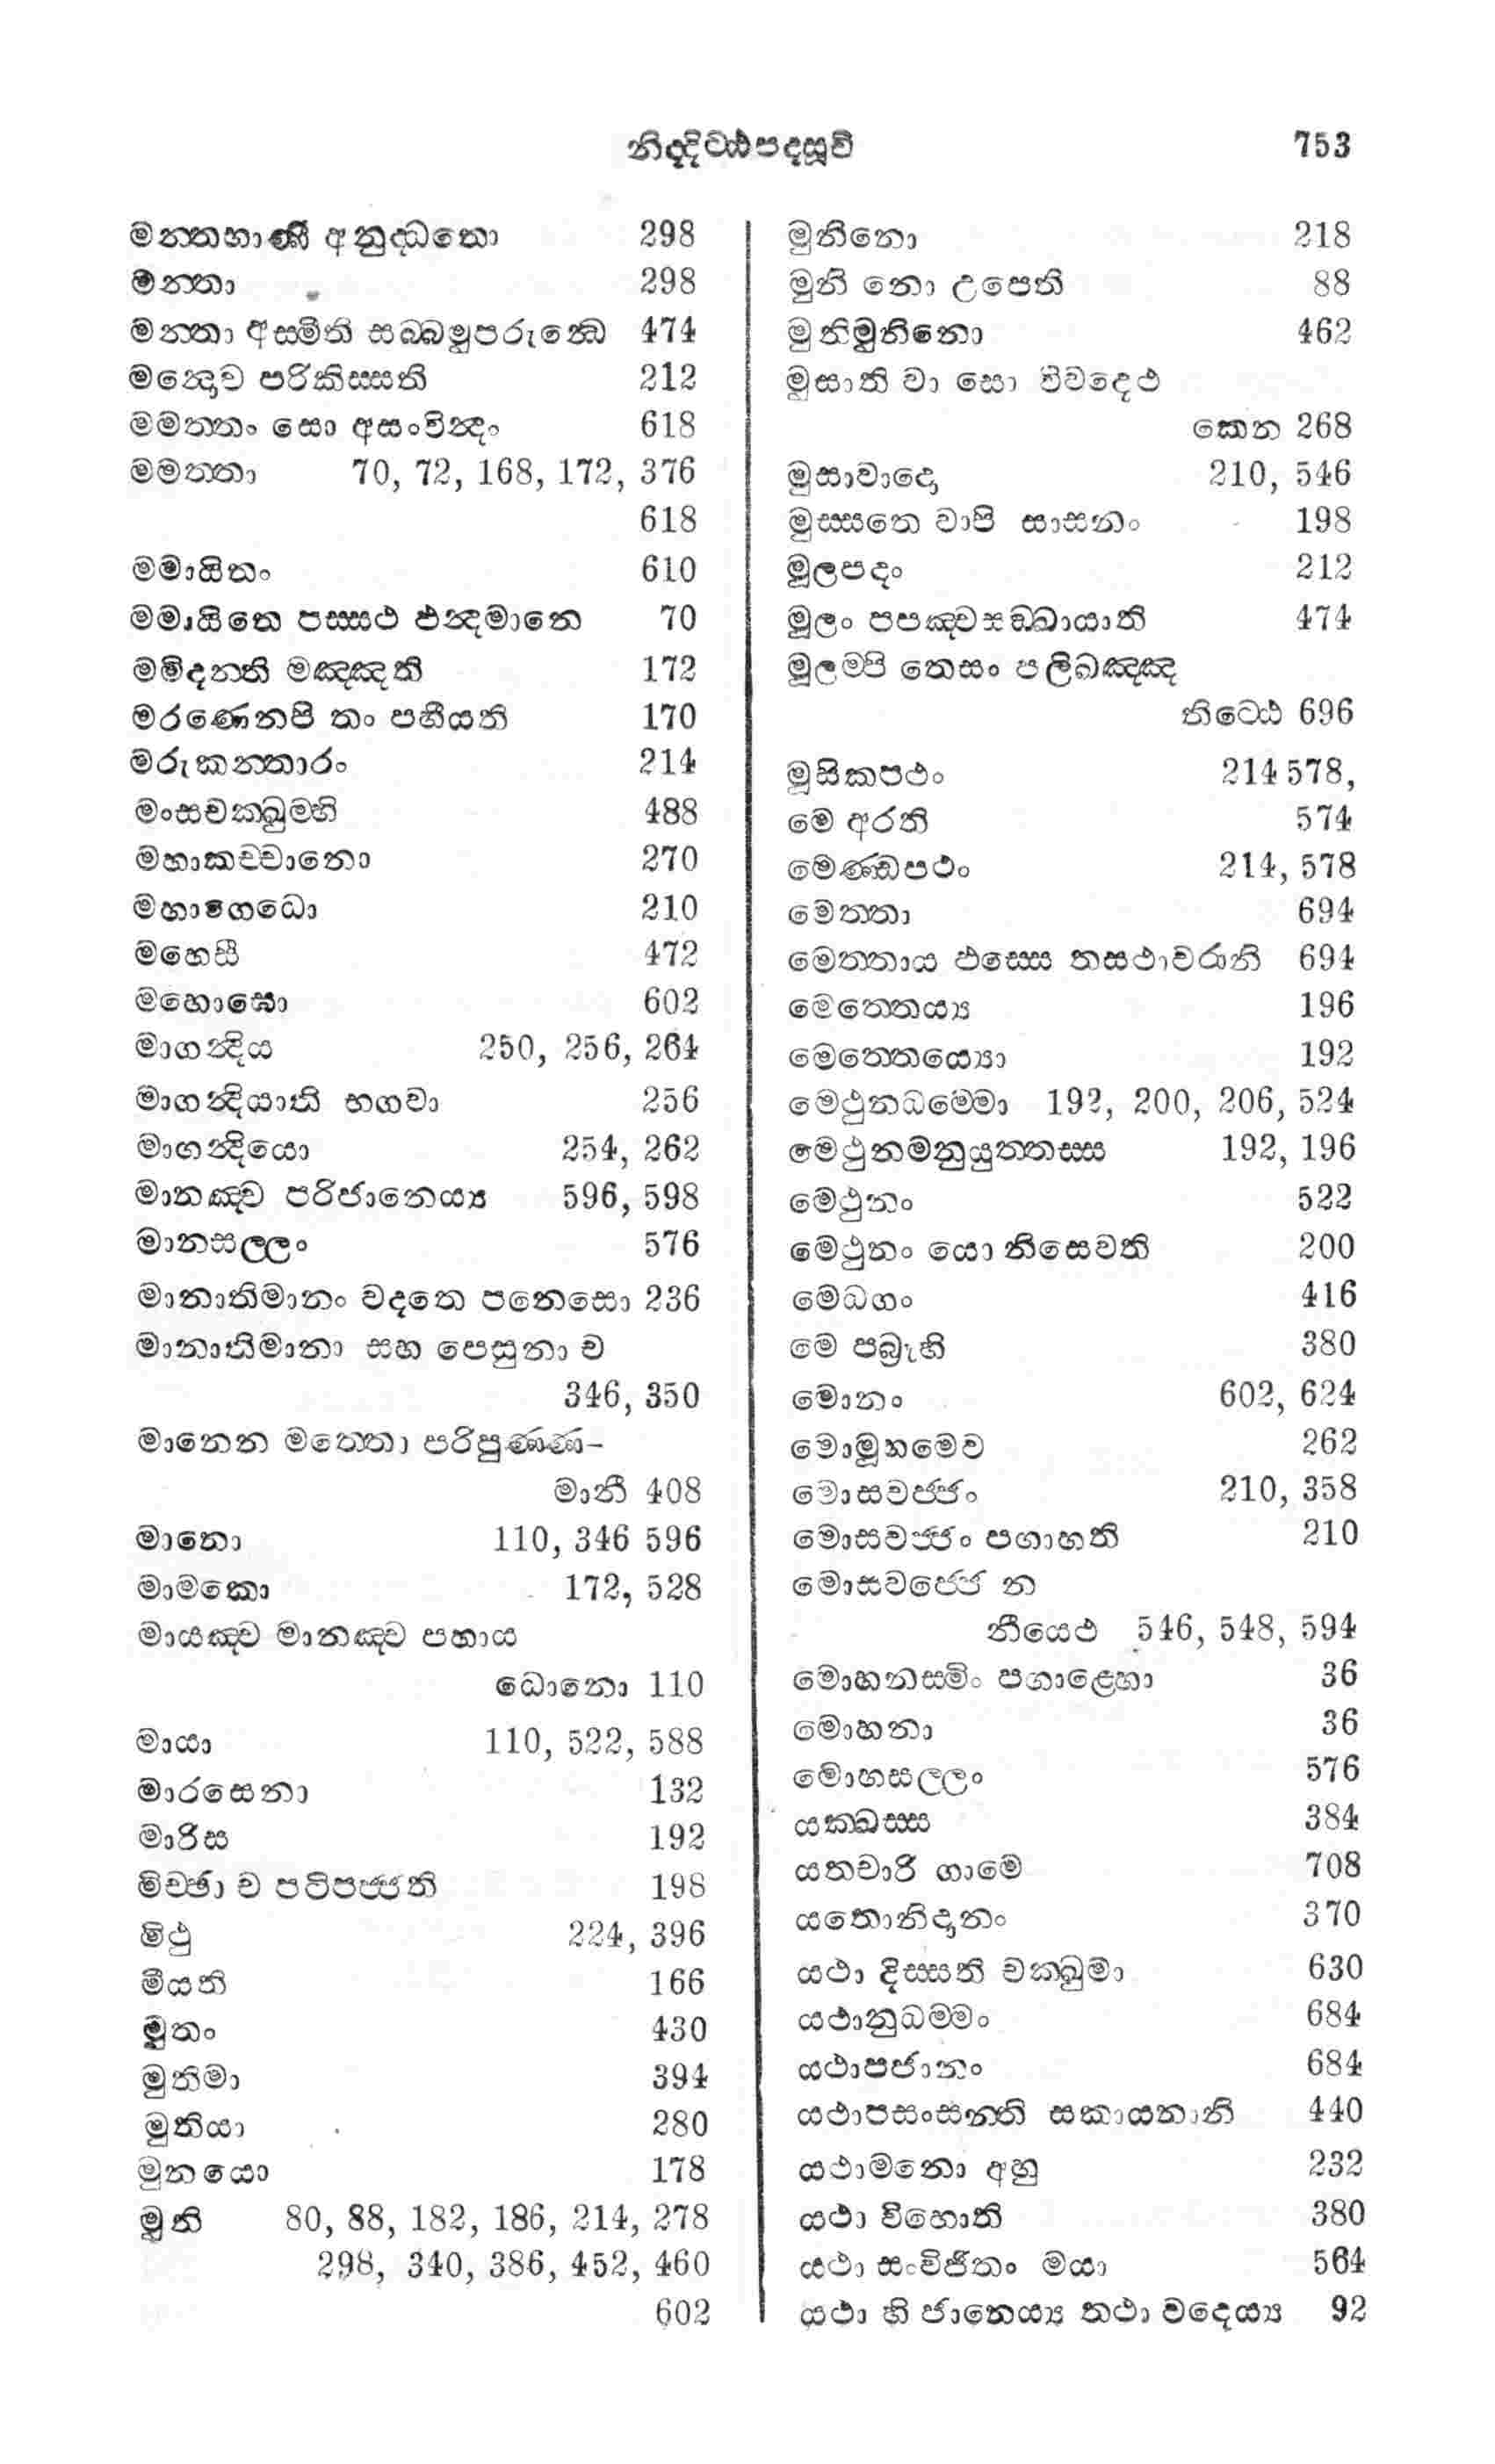 නිද්දිට්ඨපදසූචි 753
මන්තභාණී අනුද්ධතො 298
මන්තා 298
මන්තා අස්මීති සබ්බමුපරුන්ධෙ 474
මන්දොව පරිකිස්සති 212
මමත්තං සො අසංවින්දං 618
මමත්තා 70, 72, 168, 172, 376
618
මමායිතං 610
මමායිතෙ පස්සථ ඵන්දමානෙ 70
මමිදන්ති මඤ්ඤති 172
මරණෙනපි තං පහීයති 170
මරුකන්තාරං 214
මංසචක්ඛුම්හි 488
මහාකච්චානො 270
මහාගෙධො 210
මහෙසී 472
මහොඝො 602
මාගන්දිය 250, 256, 264
මාගන්දියාති භගවා 256
මාගන්දියො 254, 262
මානඤ්ච පරිජානෙය්‍ය 596, 598
මානසල්ලං 576
මානාතිමානං වදතෙ පනෙසො 236
මානාතිමානා සහ පෙසුනා ච
346, 350
මානෙන මත්තො පරිපුණ්ණ-
මානී 408
මානො 110, 346 596
මාමකො 172, 528
මායඤ්ච මානඤ්ච පහාය
ධොනො 110
මායා 110, 522, 588
මාරසෙනා 132
මාරිස 192
මිච්ඡා ච පටිපජ්ජති 198
මිථු 224, 396
මීයති 166
මුතං 430
මුතිමා 394
මුතියා 280
මුනයො 178
මුනි 80, 88, 182, 186, 214, 278
298, 340, 386, 452, 460
602
මුනිනො 218
මුනි නො උපෙති 88
මුනිමුනිනො 462
මුසාති වා සො විවදෙථ
කෙන 268
මුසාවාදො 210, 546
මුස්සතෙ වාපි සාසනං 198
මූලපදං 212
මූලං පපඤ්චසඞ්ඛායාති 474
මූලම්පි තෙසං පලිඛඤ්ඤ
තිට්ඨෙ 696
මූසිකපථං 214 578,
මෙ අරති 574
මෙණ්ඩපථං 214, 578
මෙත්තා 694
මෙත්තාය ඵස්සෙ තසථාවරානි 694
මෙත්තෙය්‍ය 196
මෙත්තෙය්‍යො 192
මෙථුනධම්මො 192, 200, 206, 524
මෙථුනමනුයුත්තස්ස 192, 196
මෙථුනං 522
මෙථුනං යො නිසෙවති 200
මෙධගං 416
මෙ පබ්‍රූහි 380
මොනං 602, 624
මොමූහමෙව 262
මොසවජ්ජං 210, 358
මොසවජ්ජං පගාහති 210
මොසවජ්ජෙ න
නීයෙථ 546, 548, 594
මොහනස්මිං පගාළ්හො 36
මොහනා 36
මොහසල්ලං 576
යක්ඛස්ස 384
යතචාරී ගාමෙ 708
යතොනිදානං 370
යථා දිස්සති චක්ඛුමා 630
යථානුධම්මං 684
යථාපජානං 684
යථාපසංසන්ති සකායනානි 440
යථාමනො අහු 232
යථා විහොති 380
යථා සංවිජිතං මයා 564
යථා හි ජානෙය්‍ය තථා වදෙය්‍ය 92